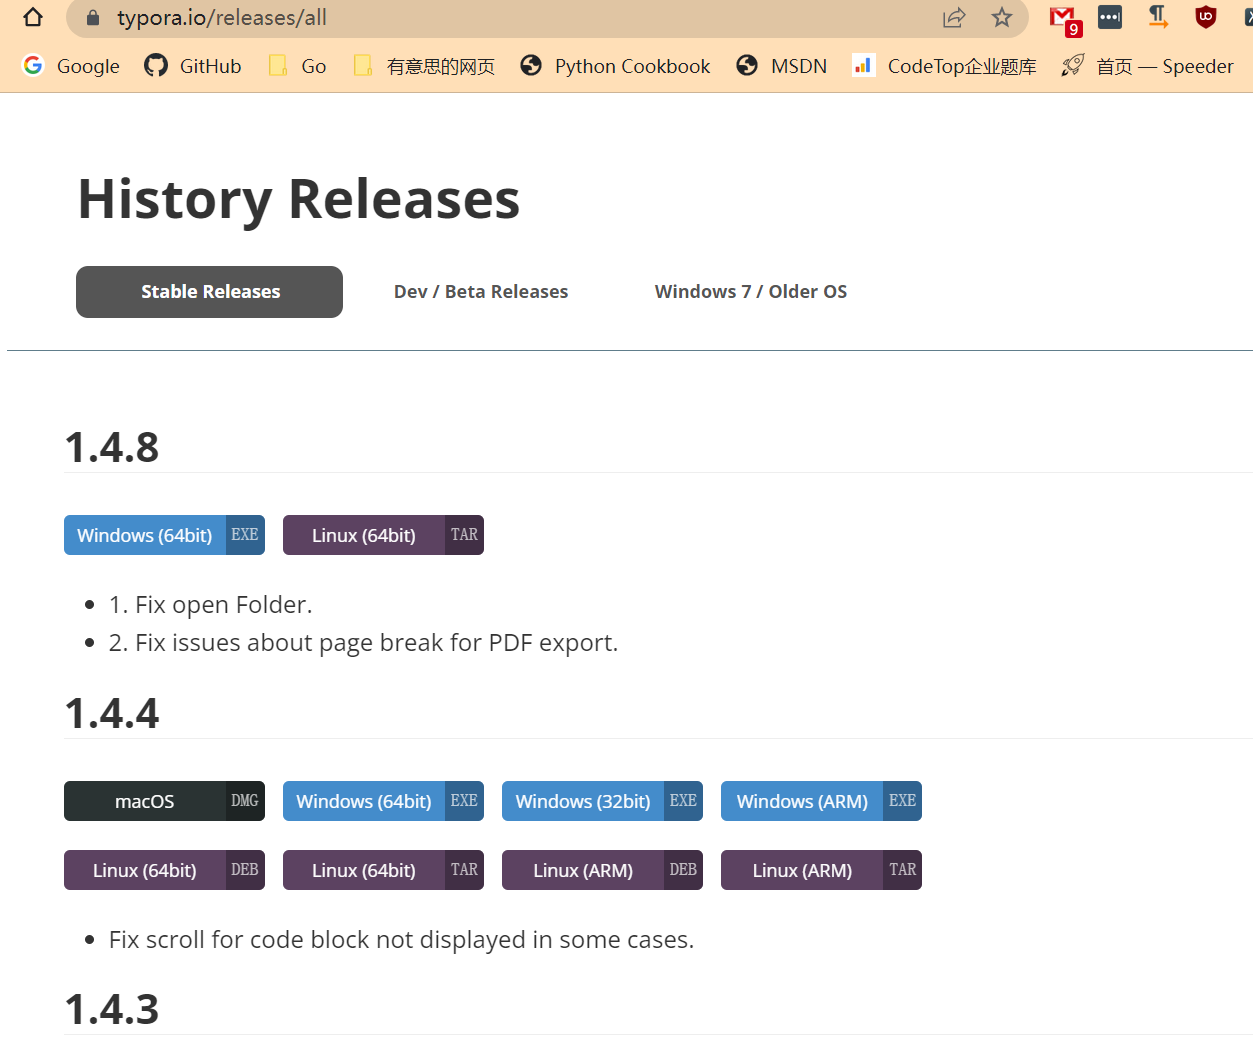 typora.io/releases/all
9
Google GitHub Go 有意思的网页 Python Cookbook MSDN CodeTop企业题库 首页 — Speeder
History Releases
Stable Releases Dev / Beta Releases Windows 7 / Older OS
1.4.8
Windows (64bit) EXE Linux (64bit) TAR
1. Fix open Folder.
2. Fix issues about page break for PDF export.
1.4.4
macOS DMG Windows (64bit) EXE Windows (32bit) EXE Windows (ARM) EXE
Linux (64bit) DEB Linux (64bit) TAR Linux (ARM) DEB Linux (ARM) TAR
Fix scroll for code block not displayed in some cases.
1.4.3